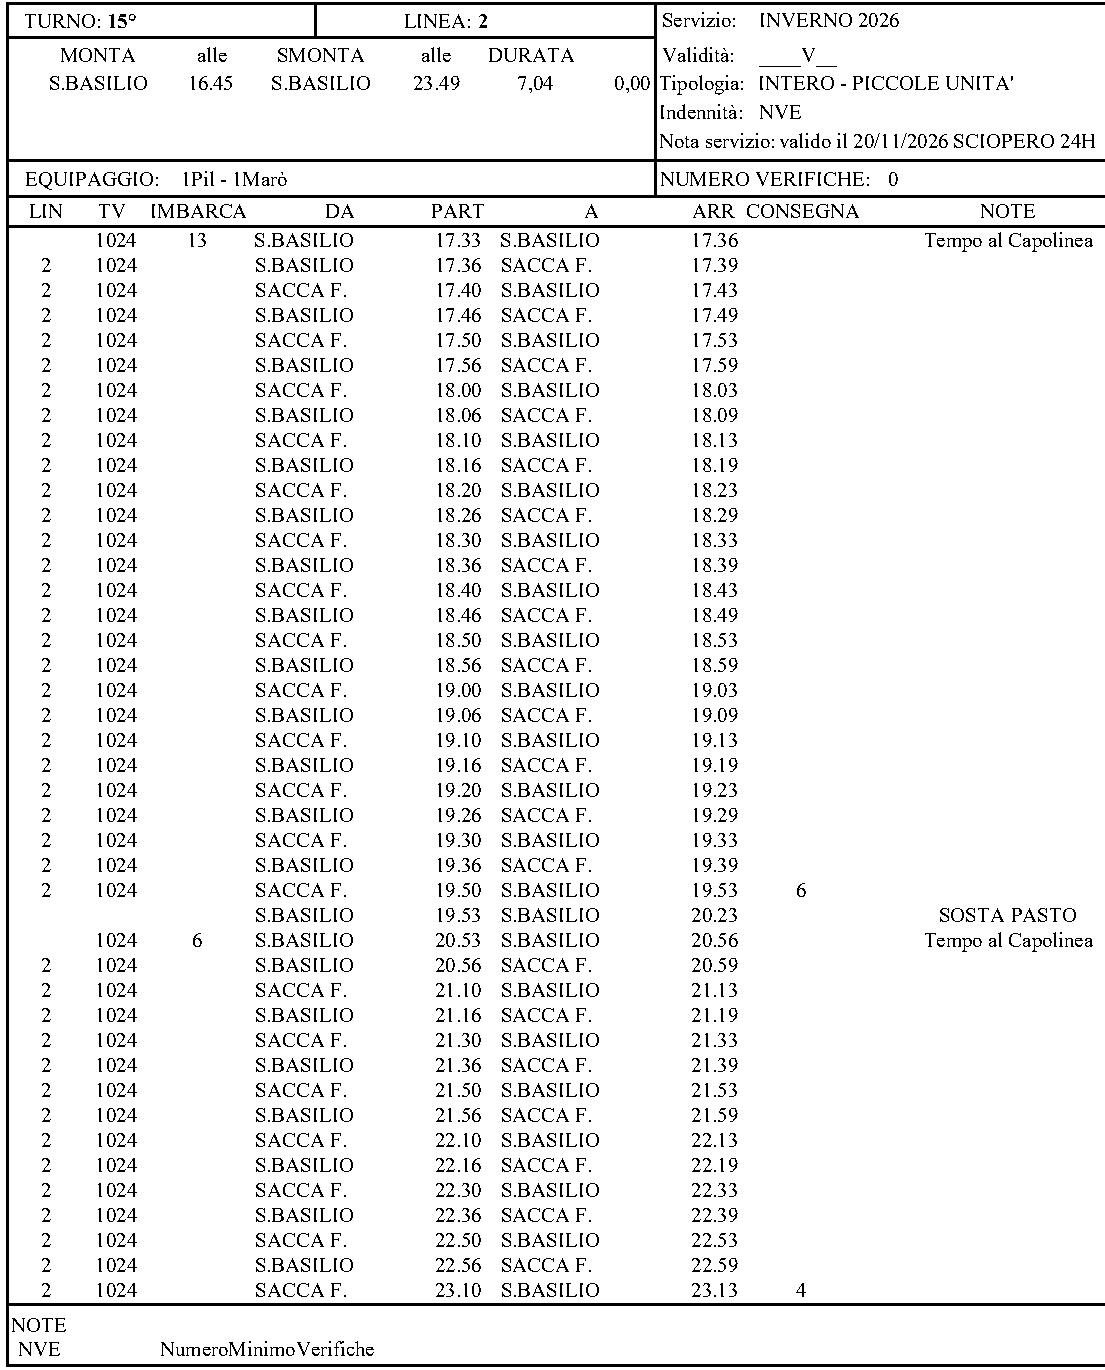 TURNO: 15° LINEA: 2 Servizio: INVERNO 2026
MONTA alle SMONTA alle DURATA Validità: ____V__
S.BASILIO 16.45 S.BASILIO 23.49 7,04 0,00 Tipologia: INTERO - PICCOLE UNITA'
Indennità: NVE
Nota servizio: valido il 20/11/2026 SCIOPERO 24H
EQUIPAGGIO: 1Pil - 1Marò NUMERO VERIFICHE: 0
LIN TV IMBARCA DA PART A ARR CONSEGNA NOTE
1024 13 S.BASILIO 17.33 S.BASILIO 17.36 Tempo al Capolinea
2 1024 S.BASILIO 17.36 SACCA F. 17.39
2 1024 SACCA F. 17.40 S.BASILIO 17.43
2 1024 S.BASILIO 17.46 SACCA F. 17.49
2 1024 SACCA F. 17.50 S.BASILIO 17.53
2 1024 S.BASILIO 17.56 SACCA F. 17.59
2 1024 SACCA F. 18.00 S.BASILIO 18.03
2 1024 S.BASILIO 18.06 SACCA F. 18.09
2 1024 SACCA F. 18.10 S.BASILIO 18.13
2 1024 S.BASILIO 18.16 SACCA F. 18.19
2 1024 SACCA F. 18.20 S.BASILIO 18.23
2 1024 S.BASILIO 18.26 SACCA F. 18.29
2 1024 SACCA F. 18.30 S.BASILIO 18.33
2 1024 S.BASILIO 18.36 SACCA F. 18.39
2 1024 SACCA F. 18.40 S.BASILIO 18.43
2 1024 S.BASILIO 18.46 SACCA F. 18.49
2 1024 SACCA F. 18.50 S.BASILIO 18.53
2 1024 S.BASILIO 18.56 SACCA F. 18.59
2 1024 SACCA F. 19.00 S.BASILIO 19.03
2 1024 S.BASILIO 19.06 SACCA F. 19.09
2 1024 SACCA F. 19.10 S.BASILIO 19.13
2 1024 S.BASILIO 19.16 SACCA F. 19.19
2 1024 SACCA F. 19.20 S.BASILIO 19.23
2 1024 S.BASILIO 19.26 SACCA F. 19.29
2 1024 SACCA F. 19.30 S.BASILIO 19.33
2 1024 S.BASILIO 19.36 SACCA F. 19.39
2 1024 SACCA F. 19.50 S.BASILIO 19.53 6
S.BASILIO 19.53 S.BASILIO 20.23 SOSTA PASTO
1024 6 S.BASILIO 20.53 S.BASILIO 20.56 Tempo al Capolinea
2 1024 S.BASILIO 20.56 SACCA F. 20.59
2 1024 SACCA F. 21.10 S.BASILIO 21.13
2 1024 S.BASILIO 21.16 SACCA F. 21.19
2 1024 SACCA F. 21.30 S.BASILIO 21.33
2 1024 S.BASILIO 21.36 SACCA F. 21.39
2 1024 SACCA F. 21.50 S.BASILIO 21.53
2 1024 S.BASILIO 21.56 SACCA F. 21.59
2 1024 SACCA F. 22.10 S.BASILIO 22.13
2 1024 S.BASILIO 22.16 SACCA F. 22.19
2 1024 SACCA F. 22.30 S.BASILIO 22.33
2 1024 S.BASILIO 22.36 SACCA F. 22.39
2 1024 SACCA F. 22.50 S.BASILIO 22.53
2 1024 S.BASILIO 22.56 SACCA F. 22.59
2 1024 SACCA F. 23.10 S.BASILIO 23.13 4
NOTE
NVE NumeroMinimoVerifiche